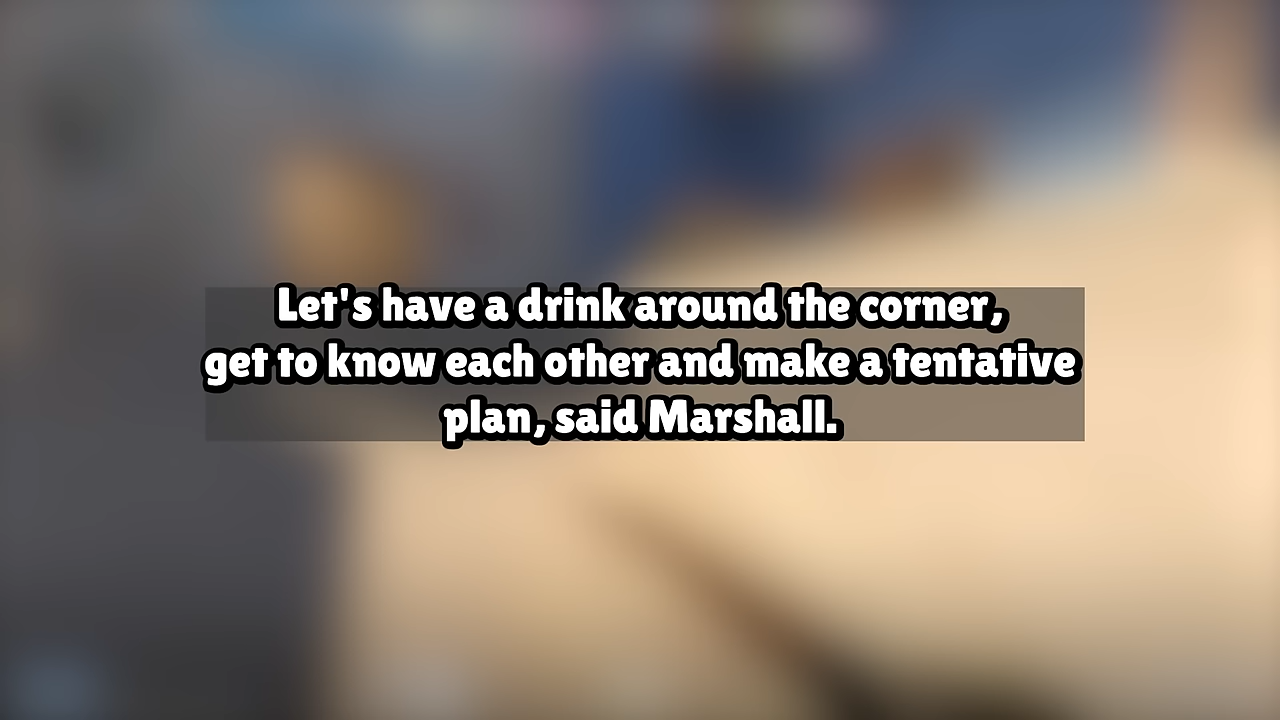 Let's have a drink around the corner,
get to know each other and make a tentative
plan, said Marshall.